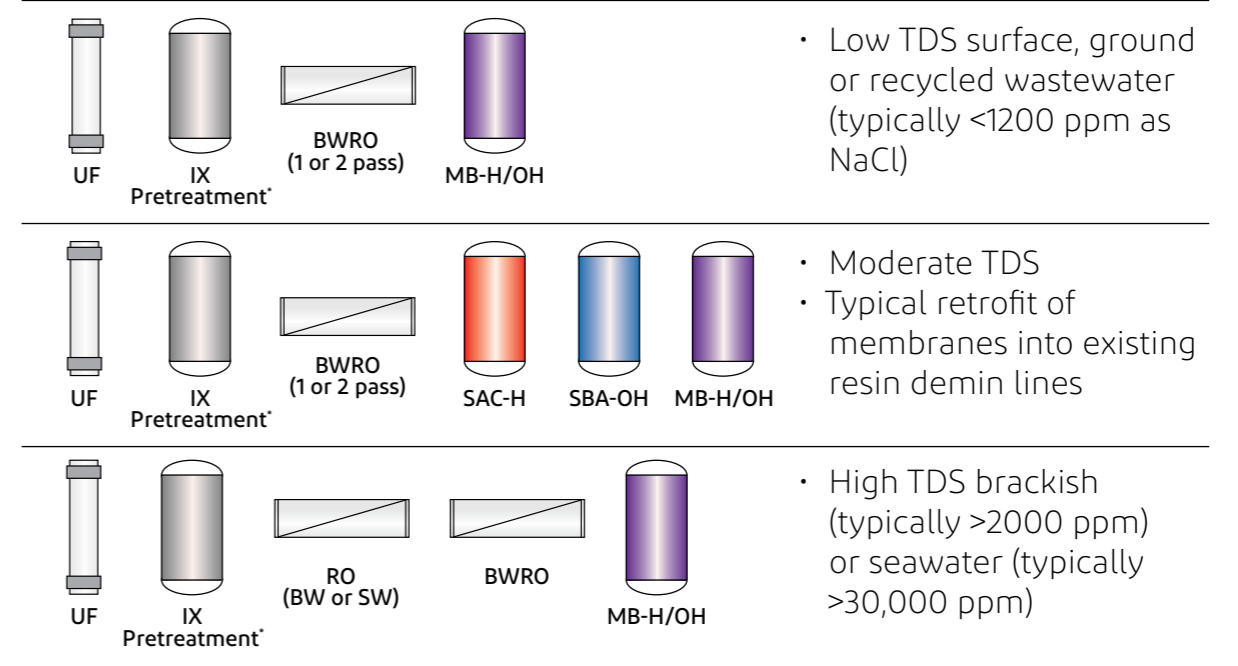 UF
IX
Pretreatment*
BWRO
(1 or 2 pass)
MB-H/OH
· Low TDS surface, ground
or recycled wastewater
(typically <1200 ppm as
NaCl)
UF
IX
Pretreatment*
BWRO
(1 or 2 pass)
SAC-H
SBA-OH
MB-H/OH
· Moderate TDS
· Typical retrofit of
membranes into existing
resin demin lines
UF
IX
Pretreatment*
RO
(BW or SW)
BWRO
MB-H/OH
· High TDS brackish
(typically >2000 ppm)
or seawater (typically
>30,000 ppm)